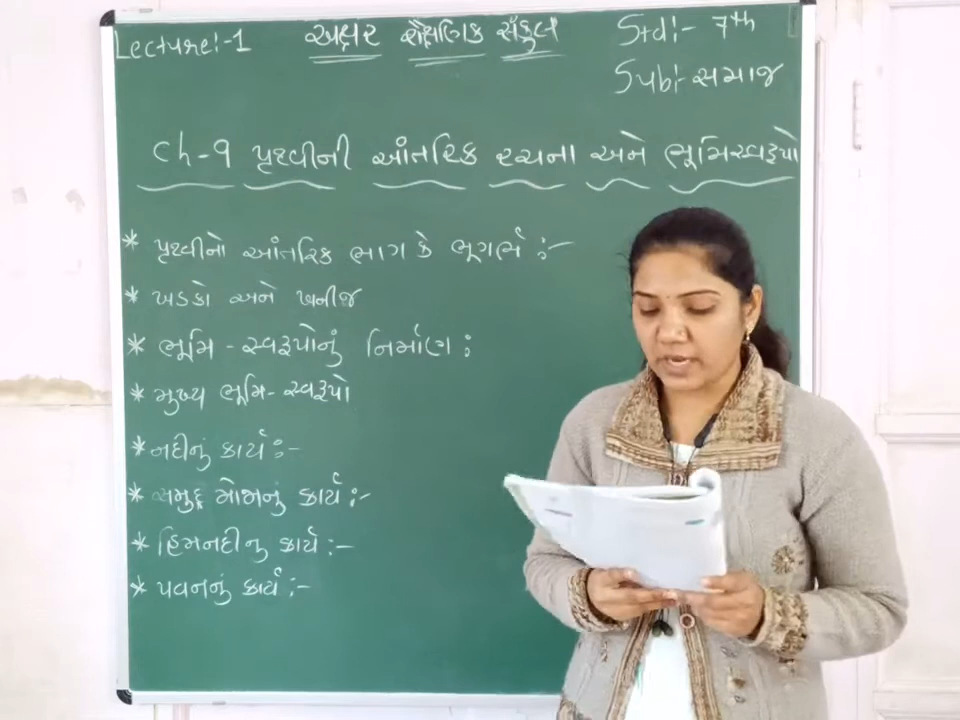 Lecture:-1
અક્ષર શૈક્ષણિક સંકુલ
Std:- 7th
Sub:- સમાજ
ch-9 પૃથ્વીની આંતરિક રચના અને ભૂમિસ્વરૂપો
* પૃથ્વીનો આંતરિક ભાગ કે ભૂગર્ભ :-
* ખડકો અને ખનીજ
* ભૂમિ - સ્વરૂપોનું નિર્માણ :
* મુખ્ય ભૂમિ- સ્વરૂપો
* નદીનું કાર્ય :-
* સમુદ્ર મોજાનું કાર્ય :-
* હિમનદીનુ કાર્ય :-
* પવનનું કાર્ય :-